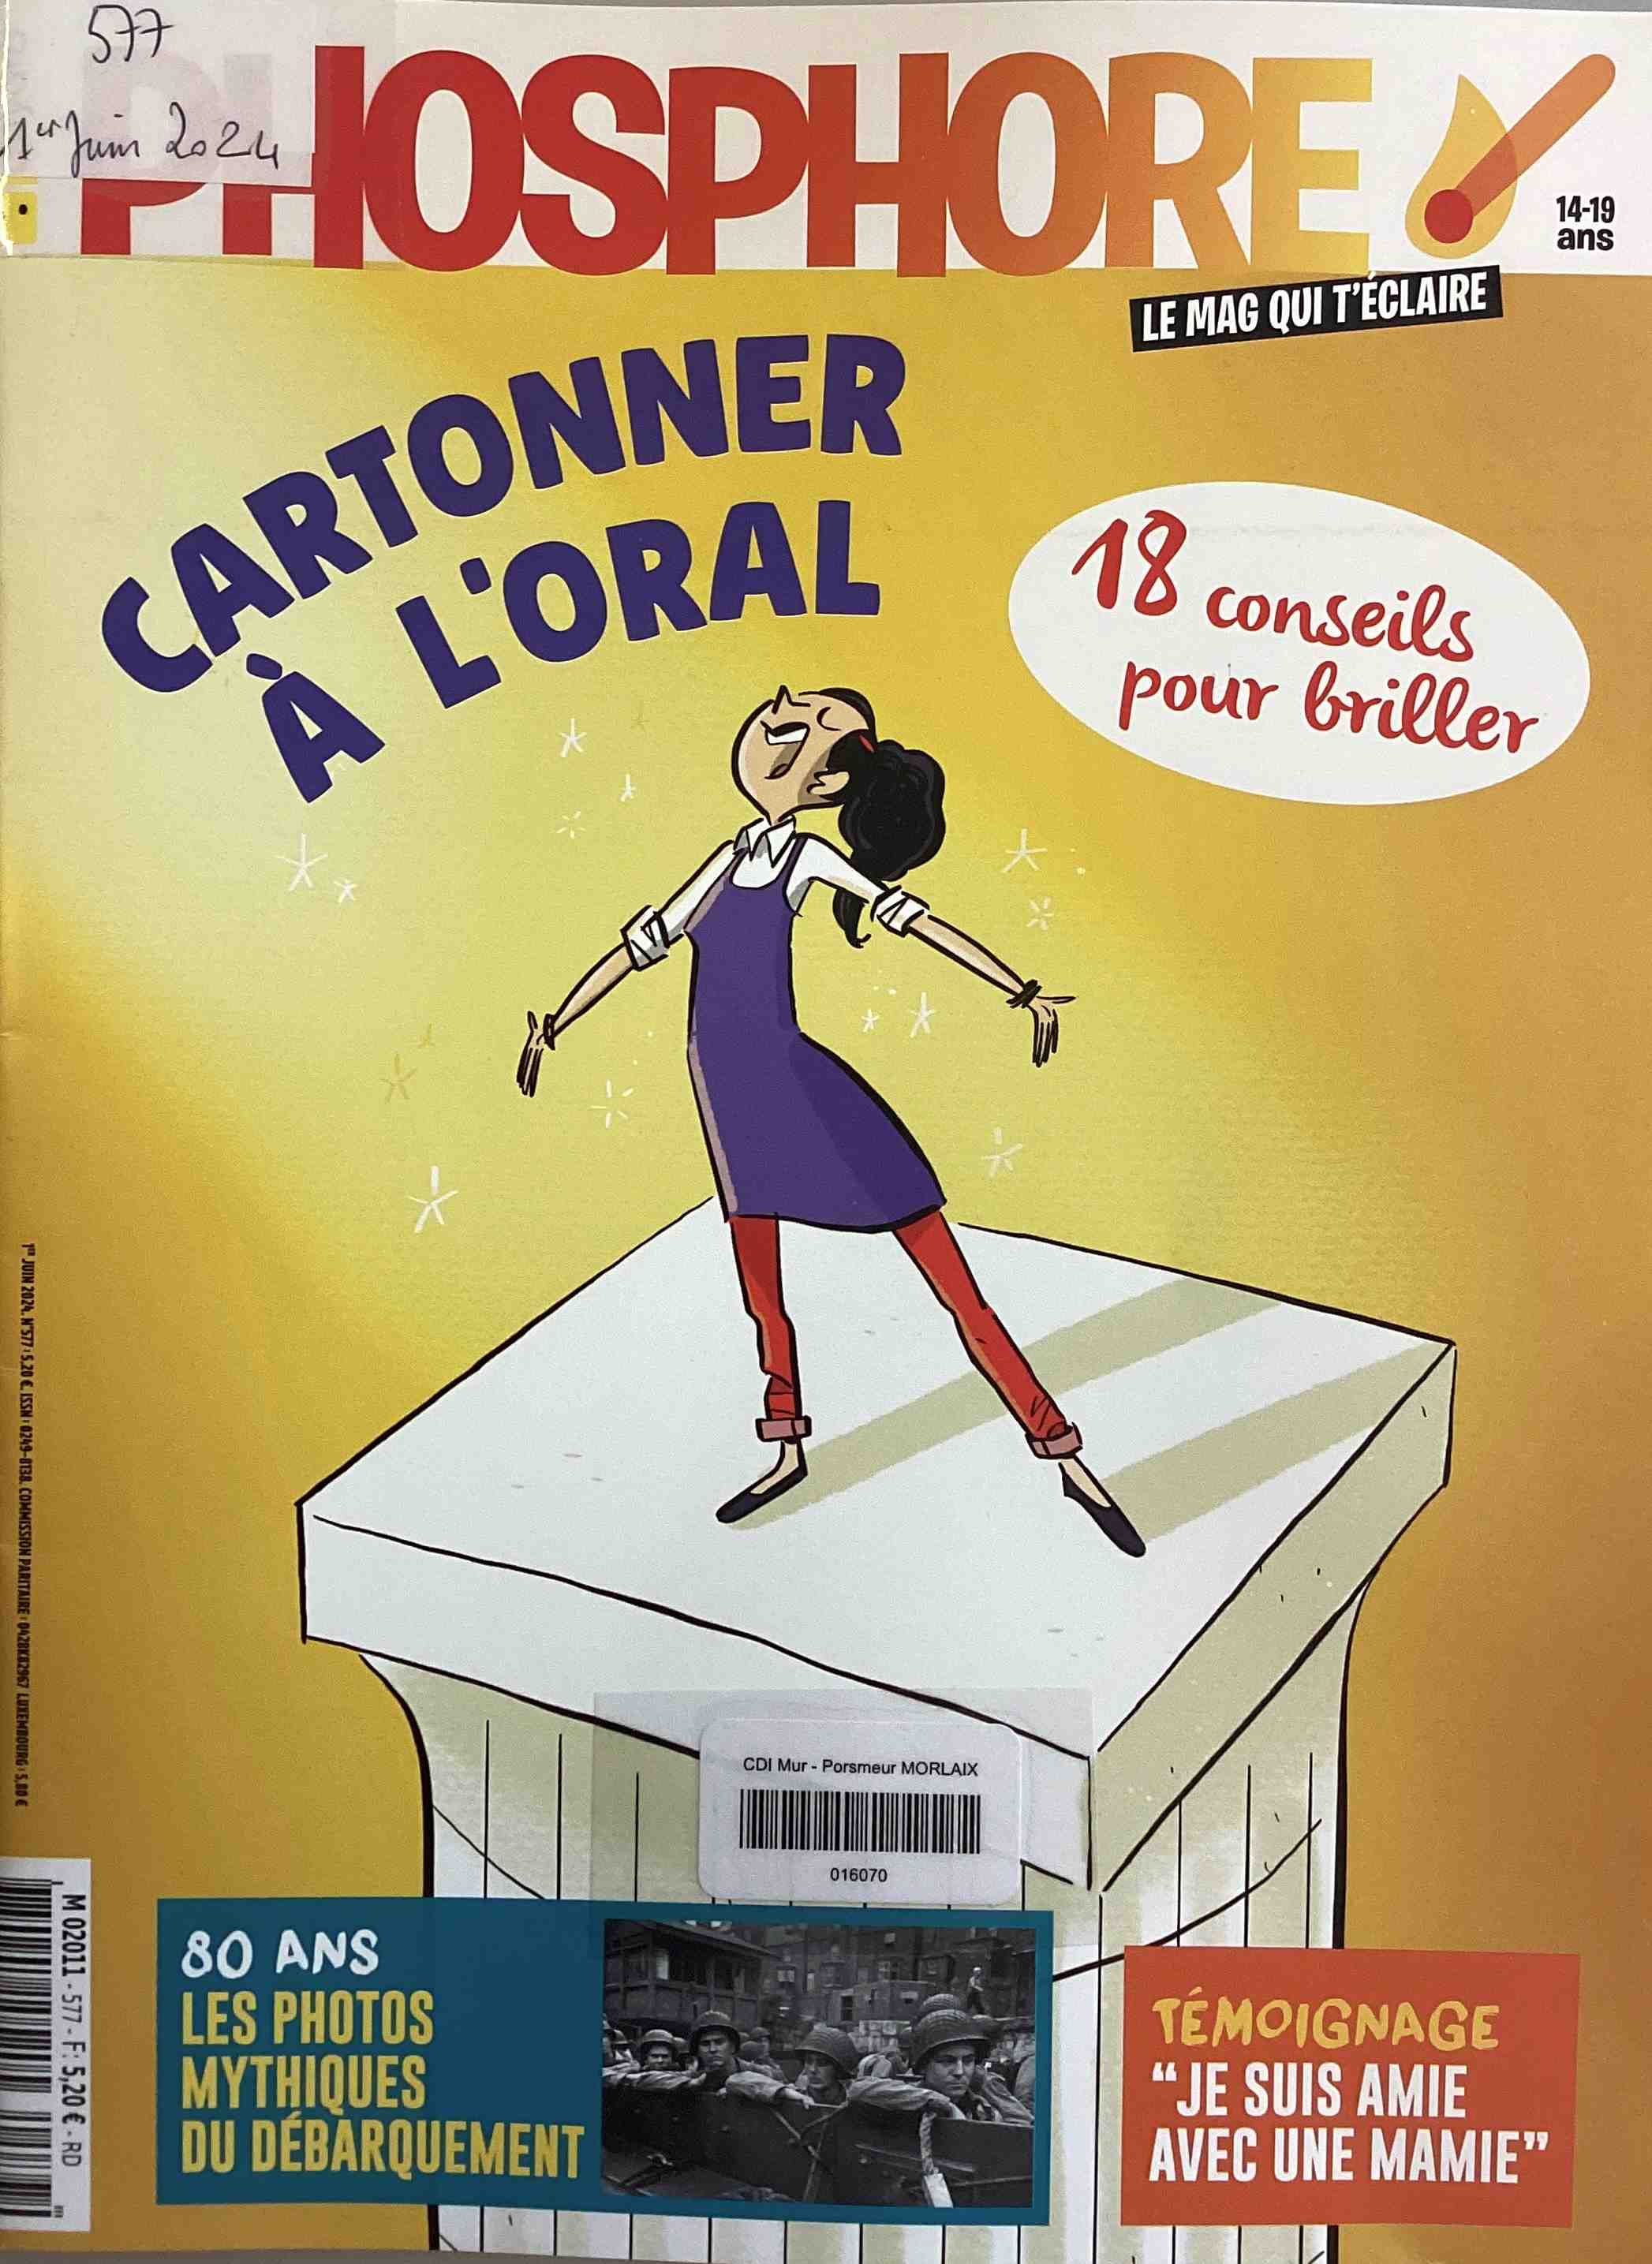 577
1er Juin 2024
PHOSPHORE
14-19
ans
LE MAG QUI T'ÉCLAIRE
CARTONNER
À L'ORAL
18 conseils
pour briller
1er JUIN 2024. N°577 : 5,20 €. ISSN : 0249-0138. COMMISSION PARITAIRE : 0428K82967 LUXEMBOURG : 5,80 €
CDI Mur - Porsmeur MORLAIX
016070
M 02011 - 577 - F: 5,20 € - RD
80 ANS
LES PHOTOS
MYTHIQUES
DU DÉBARQUEMENT
TÉMOIGNAGE
“JE SUIS AMIE
AVEC UNE MAMIE”